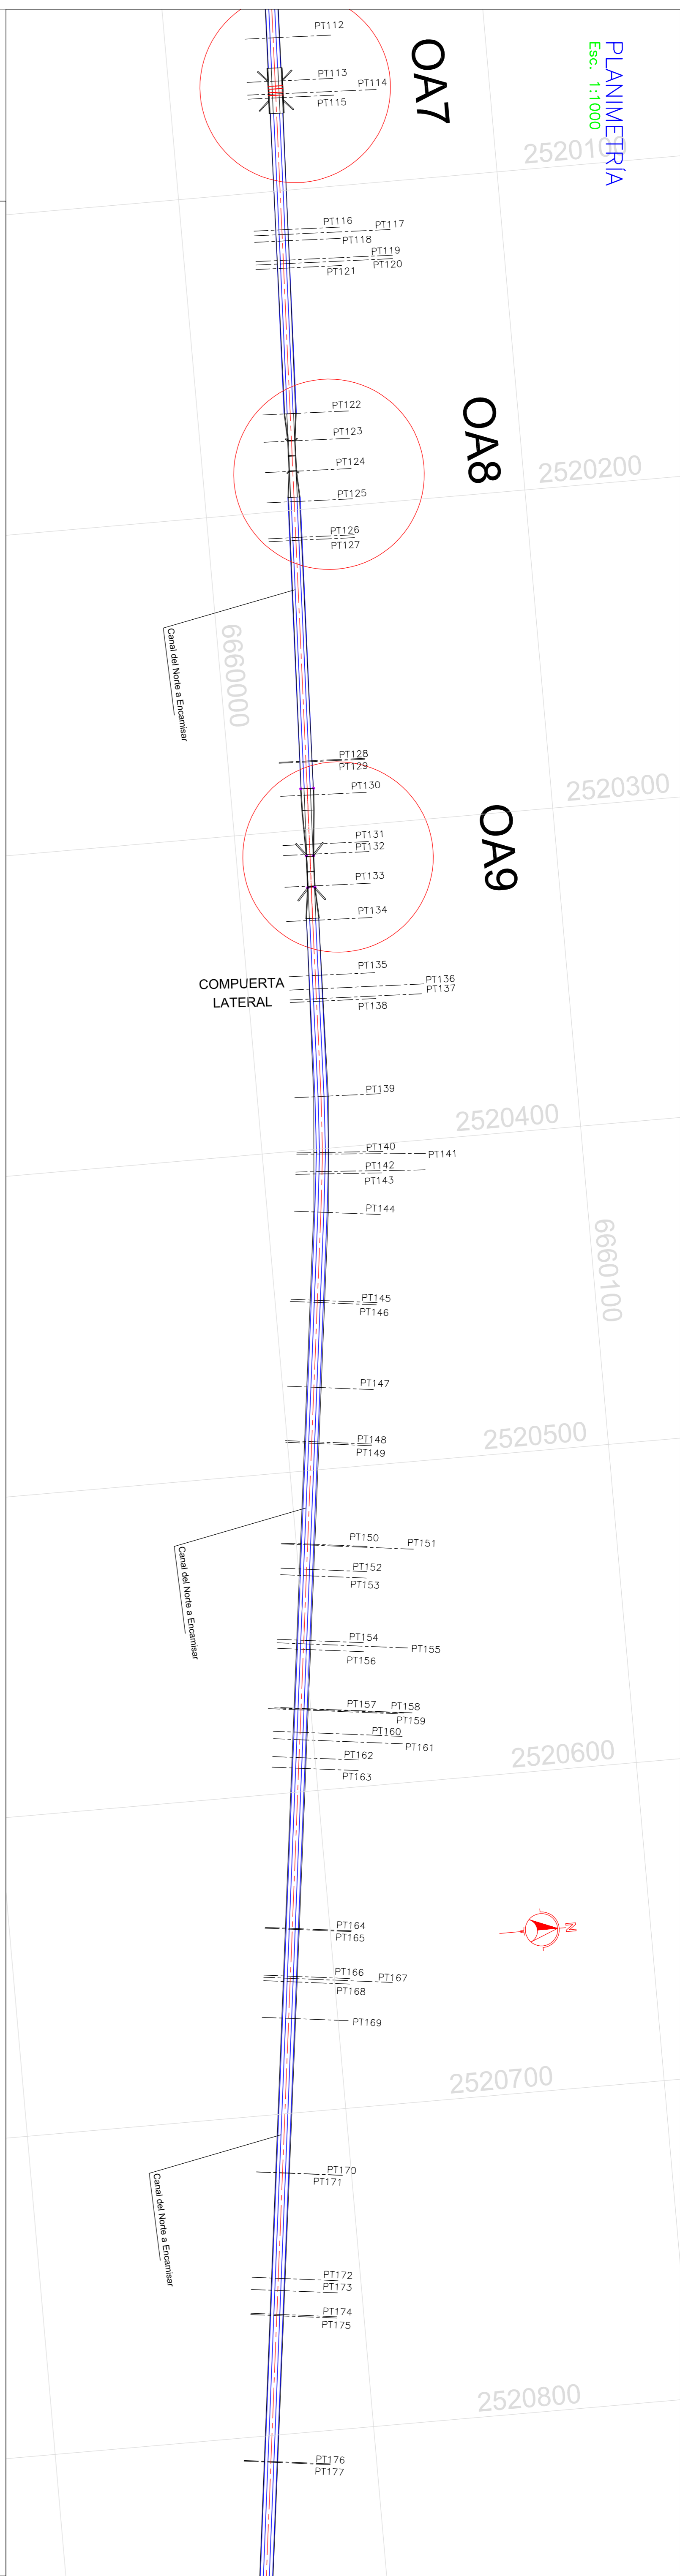 PLANIMETRÍA
Esc. 1:1000
OA7
PT112
PT113
PT114
PT115
2520100
PT116
PT117
PT118
PT119
PT120
PT121
OA8
PT122
PT123
PT124
PT125
2520200
PT126
PT127
Canal del Norte a Encamisar
6660000
PT128
PT129
PT130
2520300
OA9
PT131
PT132
PT133
PT134
PT135
COMPUERTA
LATERAL
PT136
PT137
PT138
PT139
2520400
PT140
PT141
PT142
PT143
PT144
6660100
PT145
PT146
PT147
PT148
PT149
2520500
PT150
PT151
Canal del Norte a Encamisar
PT152
PT153
PT154
PT155
PT156
PT157
PT158
PT159
PT160
PT161
PT162
PT163
2520600
N
PT164
PT165
PT166
PT167
PT168
PT169
2520700
PT170
PT171
Canal del Norte a Encamisar
PT172
PT173
PT174
PT175
2520800
PT176
PT177